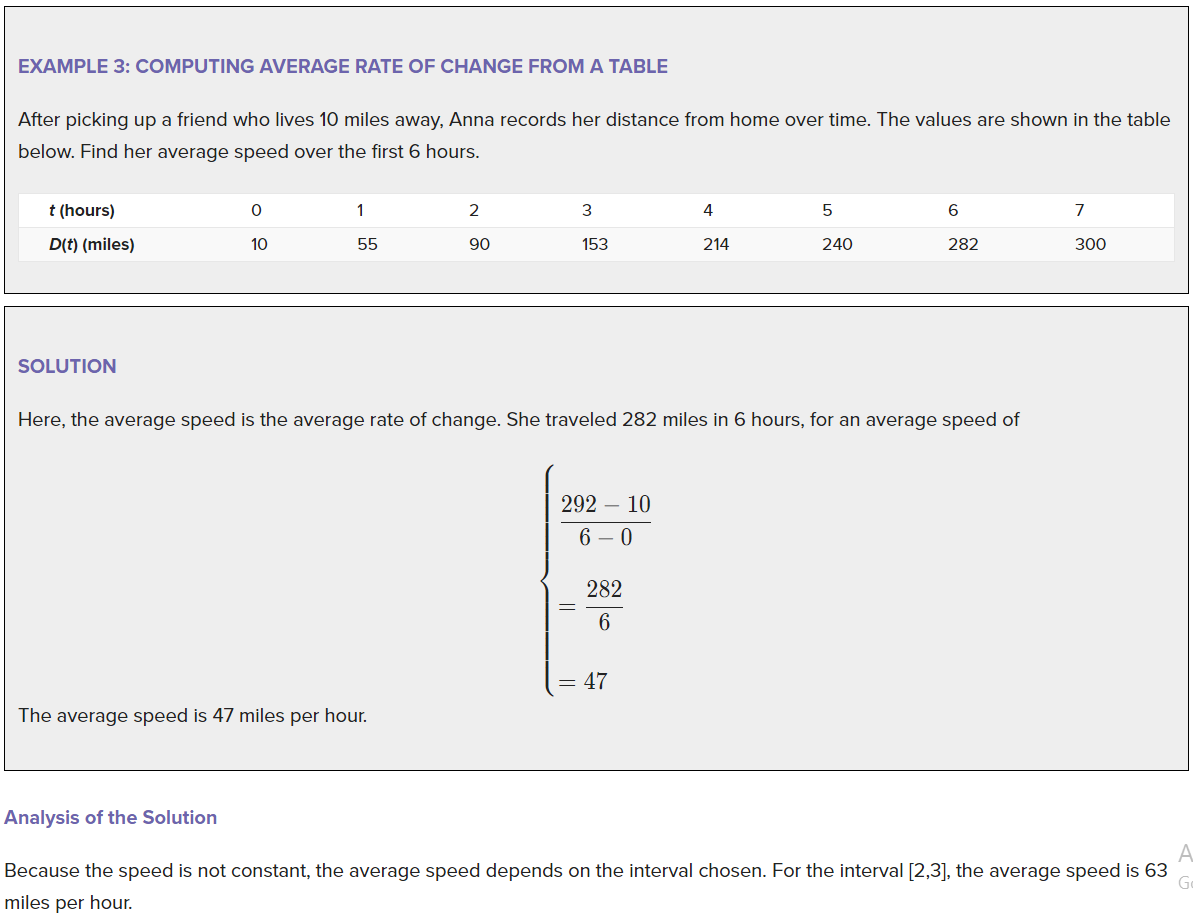 EXAMPLE 3: COMPUTING AVERAGE RATE OF CHANGE FROM A TABLE
After picking up a friend who lives 10 miles away, Anna records her distance from home over time. The values are shown in the table
below. Find her average speed over the first 6 hours.
t (hours) 0 1 2 3 4 5 6 7
D(t) (miles) 10 55 90 153 214 240 282 300
SOLUTION
Here, the average speed is the average rate of change. She traveled 282 miles in 6 hours, for an average speed of
292 – 10
6 – 0
= 282
6
= 47
The average speed is 47 miles per hour.
Analysis of the Solution
Because the speed is not constant, the average speed depends on the interval chosen. For the interval [2,3], the average speed is 63
miles per hour.